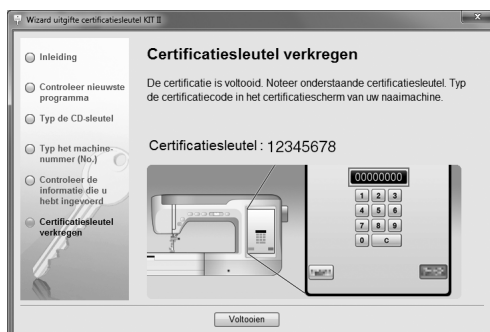 Wizard uitgifte certificatiesleutel KIT II
Inleiding
Controleer nieuwste
programma
Typ de CD-sleutel
Typ het machine-
nummer (No.)
Controleer de
informatie die u
hebt ingevoerd
Certificatiesleutel
verkregen
Certificatiesleutel verkregen
De certificatie is voltooid. Noteer onderstaande certificatiesleutel. Typ
de certificatiecode in het certificatiescherm van uw naaimachine.
Certificatiesleutel : 12345678
00000000
1 2 3
4 5 6
7 8 9
0 C
Voltooien